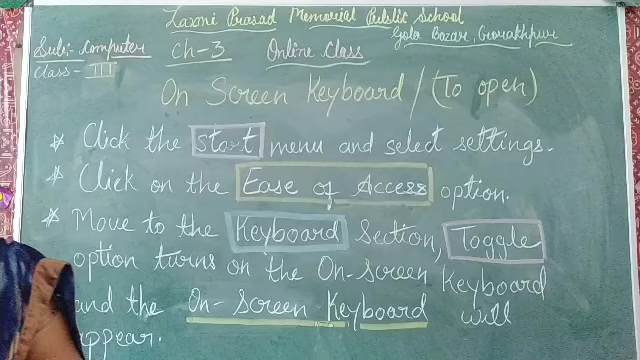 Laxmi Prasad Memorial Public School
Gola Bazar, Gorakhpur
Sub:- Computer Ch-3 Online Class
Class - III
On Screen Keyboard / (To open)
* Click the Start menu and select settings.
* Click on the Ease of Access option.
* Move to the Keyboard Section, Toggle
option turns on the On-Screen Keyboard
and the On-Screen Keyboard will
appear.